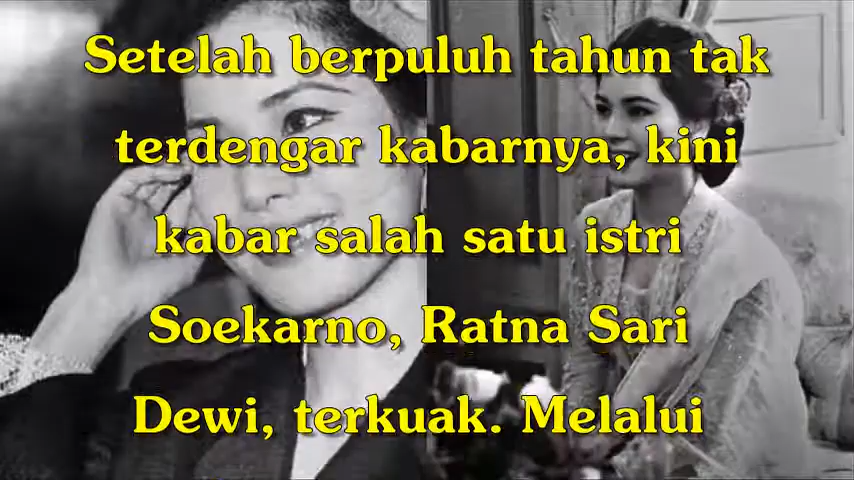 Setelah berpuluh tahun tak
terdengar kabarnya, kini
kabar salah satu istri
Soekarno, Ratna Sari
Dewi, terkuak. Melalui